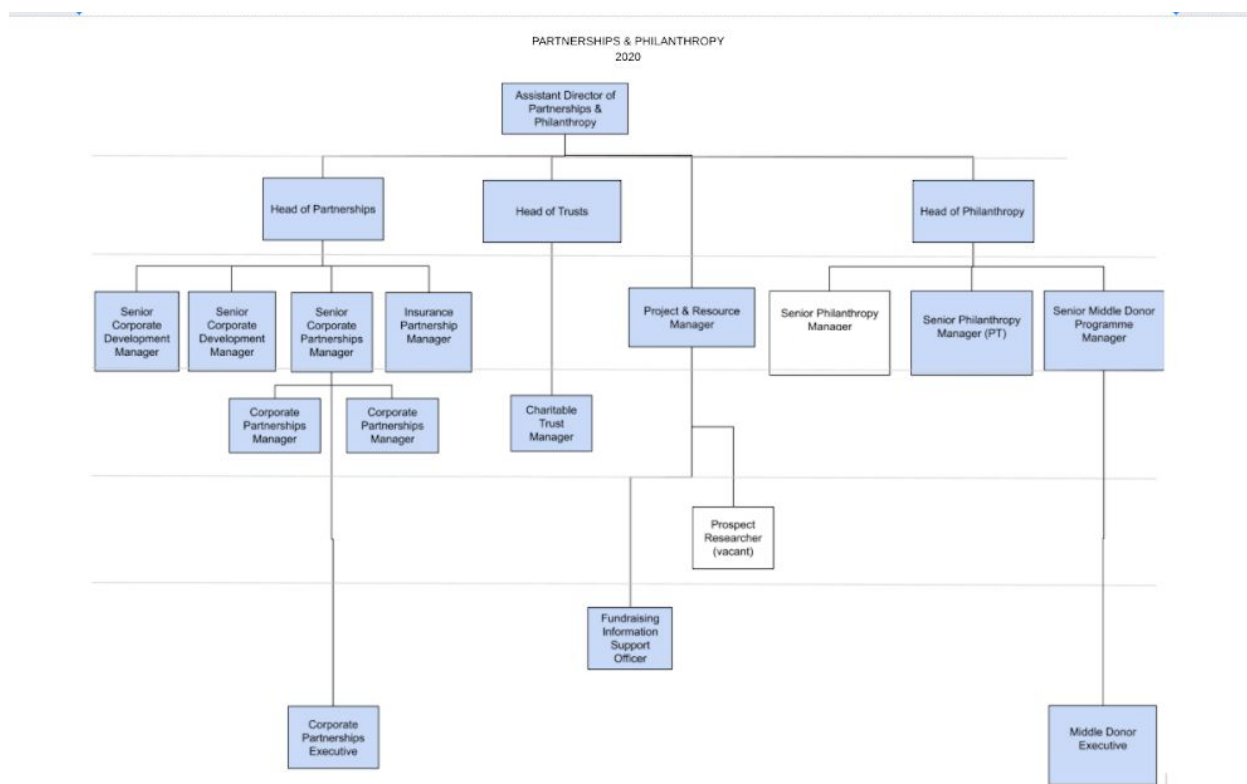 PARTNERSHIPS & PHILANTHROPY
2020
Assistant Director of
Partnerships &
Philanthropy
Head of Partnerships
Head of Trusts
Head of Philanthropy
Senior
Corporate
Development
Manager
Senior
Corporate
Development
Manager
Senior
Corporate
Partnerships
Manager
Insurance
Partnership
Manager
Project & Resource
Manager
Senior Philanthropy
Manager
Senior Philanthropy
Manager (PT)
Senior Middle Donor
Programme
Manager
Corporate
Partnerships
Manager
Corporate
Partnerships
Manager
Charitable
Trust
Manager
Prospect
Researcher
(vacant)
Fundraising
Information
Support
Officer
Corporate
Partnerships
Executive
Middle Donor
Executive